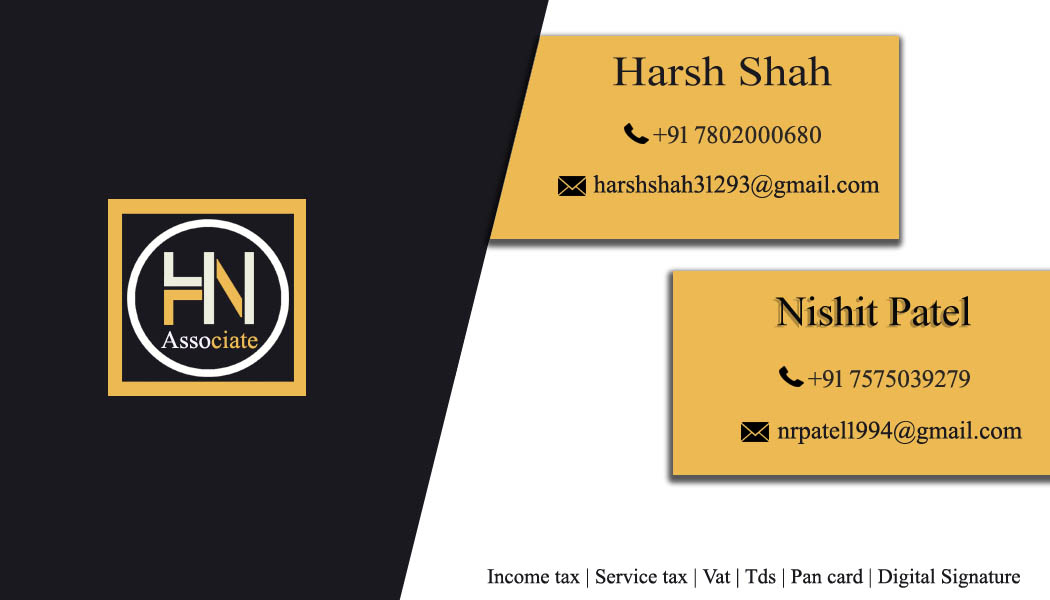 HN
Associate
Harsh Shah
+91 7802000680
harshshah31293@gmail.com
Nishit Patel
+91 7575039279
nrpatel1994@gmail.com
Income tax | Service tax | Vat | Tds | Pan card | Digital Signature